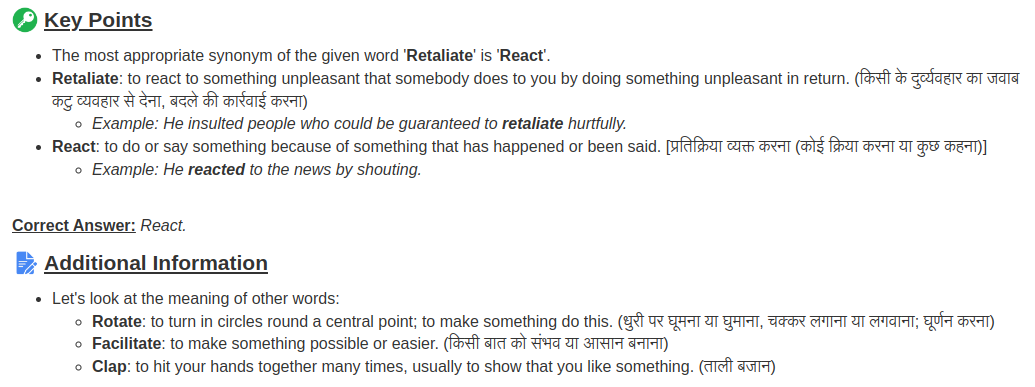 Key Points
The most appropriate synonym of the given word 'Retaliate' is 'React'.
Retaliate: to react to something unpleasant that somebody does to you by doing something unpleasant in return. (किसी के दुर्व्यवहार का जवाब
कटु व्यवहार से देना, बदले की कार्रवाई करना)
Example: He insulted people who could be guaranteed to retaliate hurtfully.
React: to do or say something because of something that has happened or been said. [प्रतिक्रिया व्यक्त करना (कोई क्रिया करना या कुछ कहना)]
Example: He reacted to the news by shouting.
Correct Answer: React.
Additional Information
Let's look at the meaning of other words:
Rotate: to turn in circles round a central point; to make something do this. (धुरी पर घूमना या घुमाना, चक्कर लगाना या लगवाना; घूर्णन करना)
Facilitate: to make something possible or easier. (किसी बात को संभव या आसान बनाना)
Clap: to hit your hands together many times, usually to show that you like something. (ताली बजान)